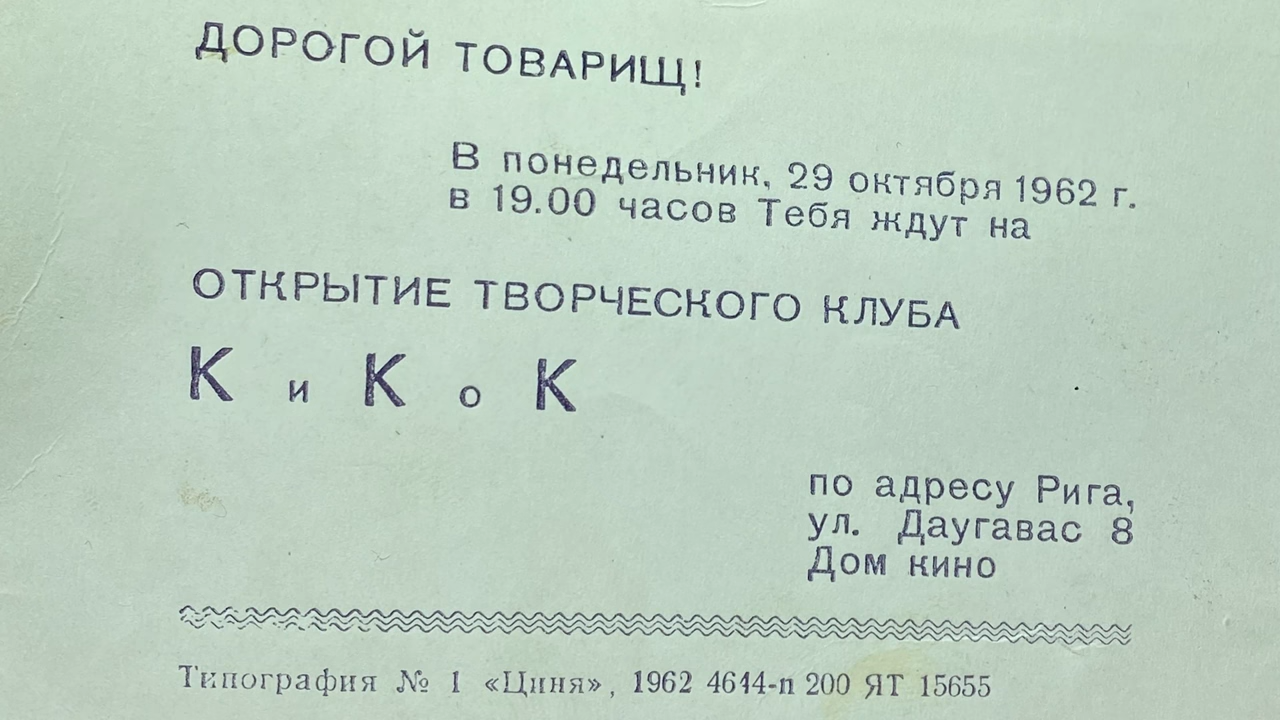 ДОРОГОЙ ТОВАРИЩ!
В понедельник, 29 октября 1962 г.
в 19.00 часов Тебя ждут на
ОТКРЫТИЕ ТВОРЧЕСКОГО КЛУБА
К и К о К
по адресу Рига,
ул. Даугавас 8
Дом кино
Типография № 1 «Циня», 1962 4644-п 200 ЯТ 15655